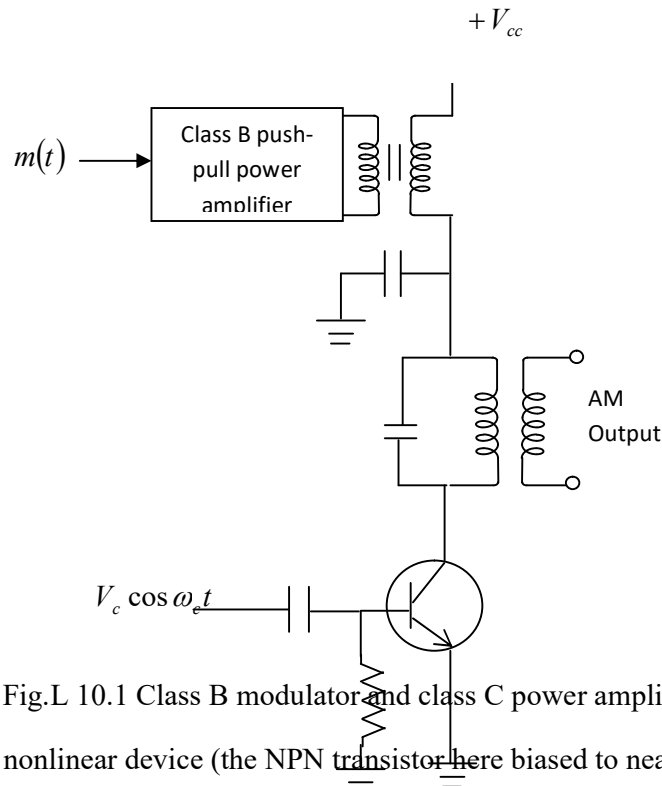 + V_cc
m(t)
Class B push-
pull power
amplifier
AM
Output
V_c cos ω_c t
Fig.L 10.1 Class B modulator and class C power ampli
nonlinear device (the NPN transistor here biased to nea